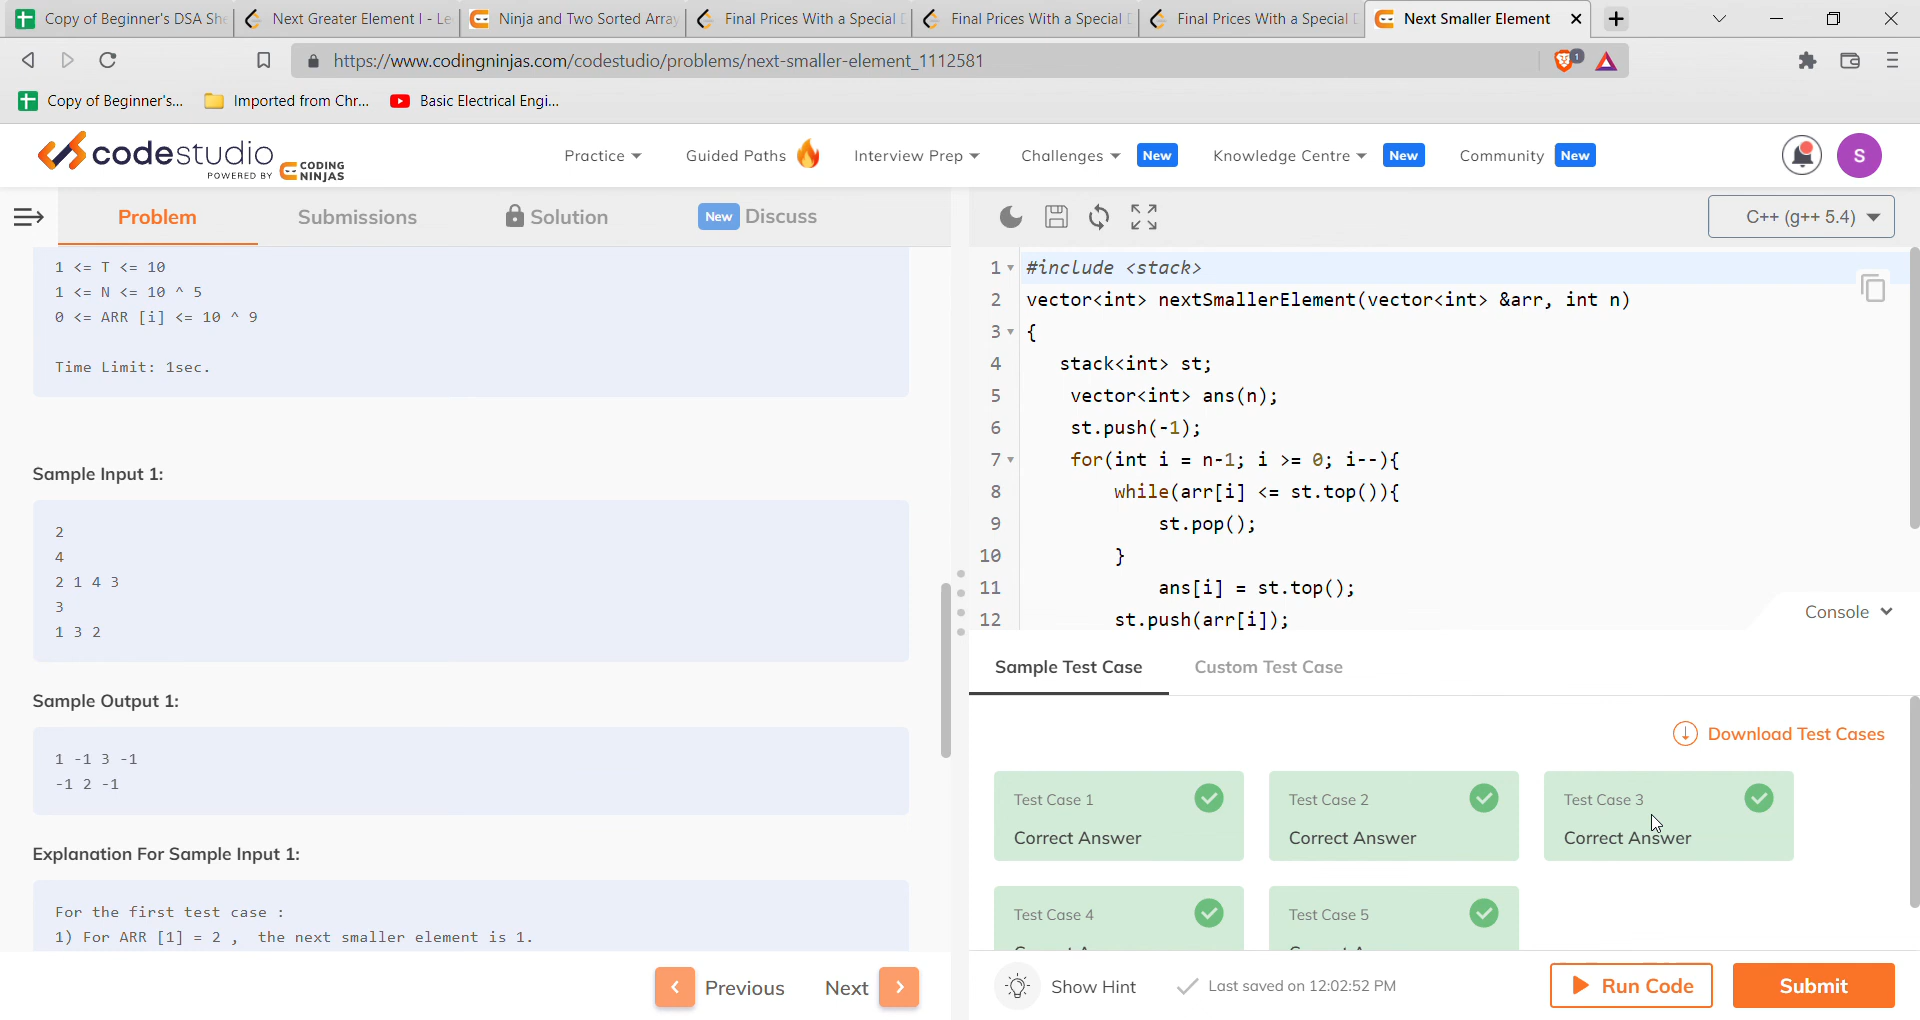 Copy of Beginner's DSA She
Next Greater Element I - Le
Ninja and Two Sorted Array
Final Prices With a Special D
Final Prices With a Special D
Final Prices With a Special D
Next Smaller Element
https://www.codingninjas.com/codestudio/problems/next-smaller-element_1112581
1
Copy of Beginner's...
Imported from Chr...
Basic Electrical Engi...
codestudio
POWERED BY CODING NINJAS
Practice
Guided Paths
Interview Prep
Challenges New
Knowledge Centre New
Community New
S
Problem
Submissions
Solution
New Discuss
C++ (g++ 5.4)
1 <= T <= 10
1 <= N <= 10 ^ 5
0 <= ARR [i] <= 10 ^ 9
Time Limit: 1sec.
Sample Input 1:
2
4
2 1 4 3
3
1 3 2
Sample Output 1:
1 -1 3 -1
-1 2 -1
Explanation For Sample Input 1:
For the first test case :
1) For ARR [1] = 2 , the next smaller element is 1.
Previous
Next
1 #include <stack>
2 vector<int> nextSmallerElement(vector<int> &arr, int n)
3 {
4 stack<int> st;
5 vector<int> ans(n);
6 st.push(-1);
7 for(int i = n-1; i >= 0; i--){
8 while(arr[i] <= st.top()){
9 st.pop();
10 }
11 ans[i] = st.top();
12 st.push(arr[i]);
Console
Sample Test Case
Custom Test Case
Download Test Cases
Test Case 1
Correct Answer
Test Case 2
Correct Answer
Test Case 3
Correct Answer
Test Case 4
Test Case 5
Show Hint
Last saved on 12:02:52 PM
Run Code
Submit